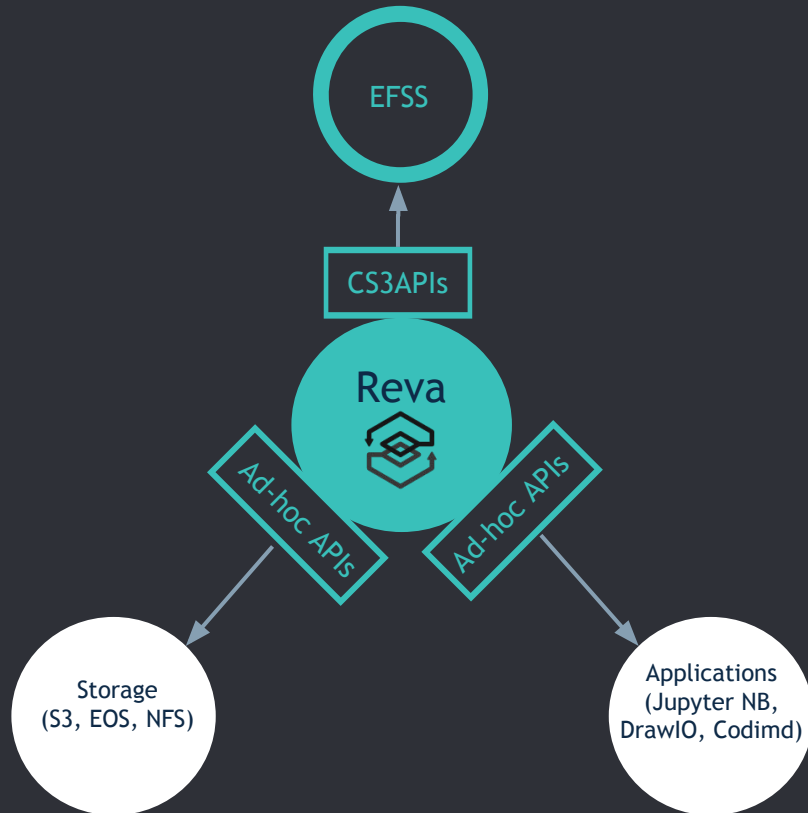 EFSS
CS3APIs
Reva
Ad-hoc APIs
Ad-hoc APIs
Storage
(S3, EOS, NFS)
Applications
(Jupyter NB,
DrawIO, Codimd)